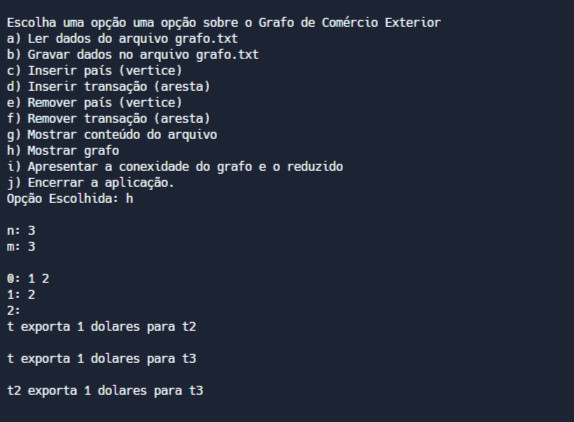 Escolha uma opção uma opção sobre o Grafo de Comércio Exterior
a) Ler dados do arquivo grafo.txt
b) Gravar dados no arquivo grafo.txt
c) Inserir país (vertice)
d) Inserir transação (aresta)
e) Remover país (vertice)
f) Remover transação (aresta)
g) Mostrar conteúdo do arquivo
h) Mostrar grafo
i) Apresentar a conexidade do grafo e o reduzido
j) Encerrar a aplicação.
Opção Escolhida: h
n: 3
m: 3
0: 1 2
1: 2
2:
t exporta 1 dolares para t2
t exporta 1 dolares para t3
t2 exporta 1 dolares para t3